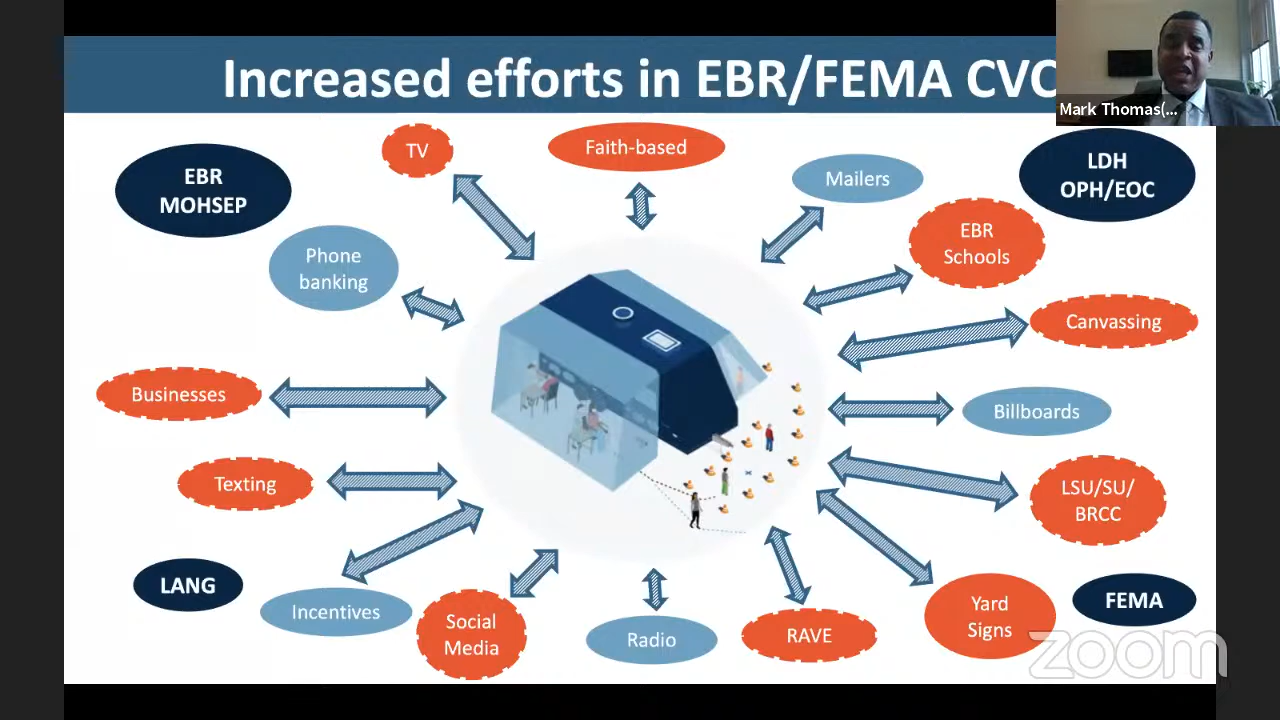 Increased efforts in EBR/FEMA CVC
Mark Thomas(...
TV
Faith-based
Mailers
EBR
MOHSEP
LDH
OPH/EOC
Phone
banking
EBR
Schools
Canvassing
Businesses
Billboards
Texting
LSU/SU/
BRCC
LANG
Incentives
Social
Media
Radio
RAVE
Yard
Signs
FEMA
zoom